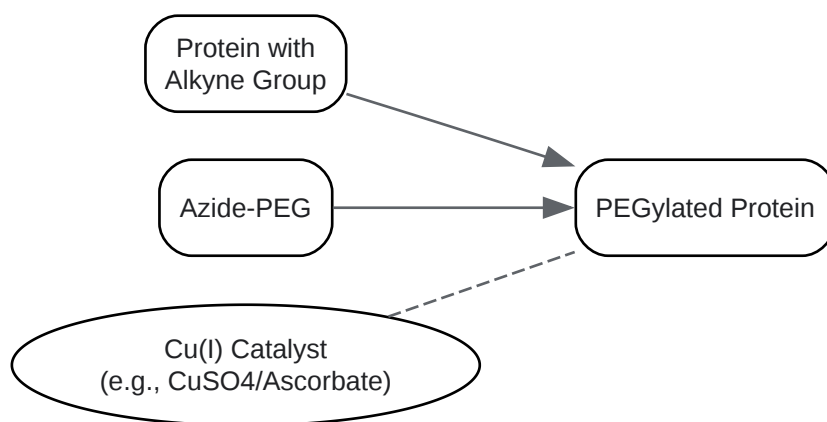 Protein with
Alkyne Group
Azide-PEG
PEGylated Protein
Cu(I) Catalyst
(e.g., CuSO4/Ascorbate)